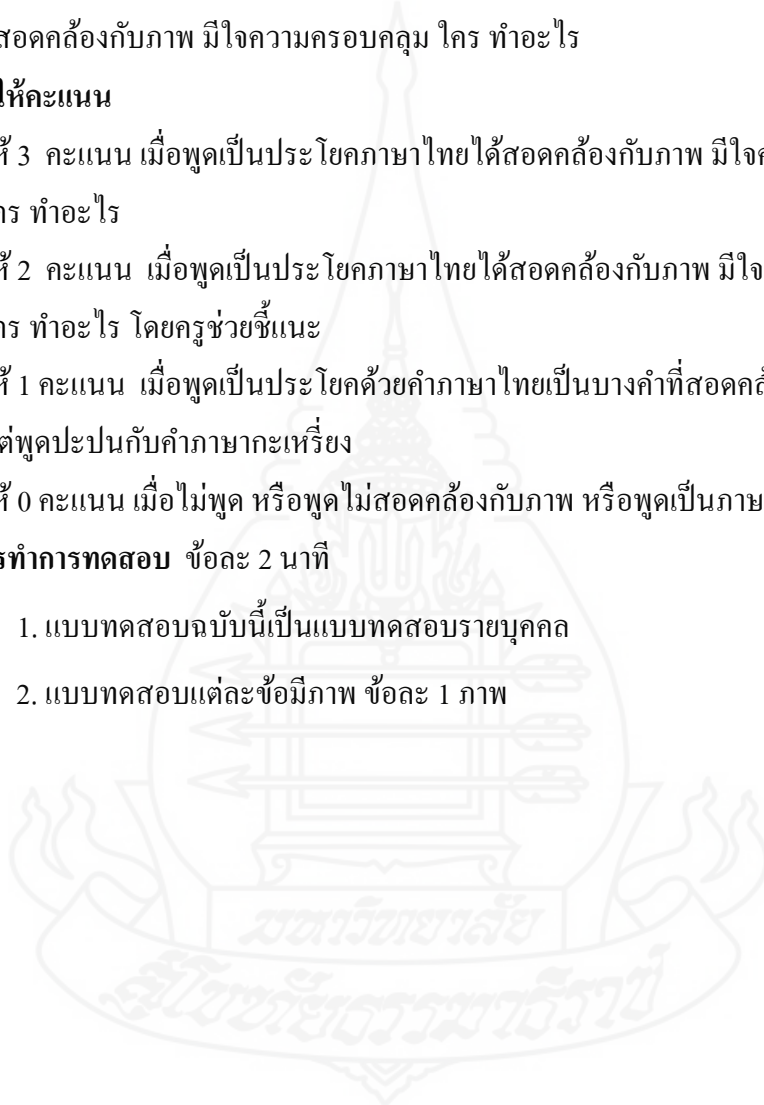 สอดคล้องกับภาพ มีใจความครอบคลุม ใคร ทำอะไร
ให้คะแนน
3 คะแนน เมื่อพูดเป็นประโยคภาษาไทยได้สอดคล้องกับภาพ มีใจ
ทำอะไร
2 คะแนน เมื่อพูดเป็นประโยคภาษาไทยได้สอดคล้องกับภาพ มีใจ
ทำอะไร โดยครูช่วยชี้แนะ
1 คะแนน เมื่อพูดเป็นประโยคด้วยคำภาษาไทยเป็นบางคำที่
พูดปะปนกับคำภาษากะเหรี่ยง
0 คะแนน เมื่อไม่พูด หรือพูดไม่สอดคล้องกับภาพ หรือพูดเป็น
ทำการทดสอบ ข้อละ 2 นาที
1. แบบทดสอบฉบับนี้เป็นแบบทดสอบรายบุคคล
2. แบบทดสอบแต่ละข้อมีภาพ ข้อละ 1 ภาพ
มหาวิทยาลัย
สุโขทัยธรรมาธิราช